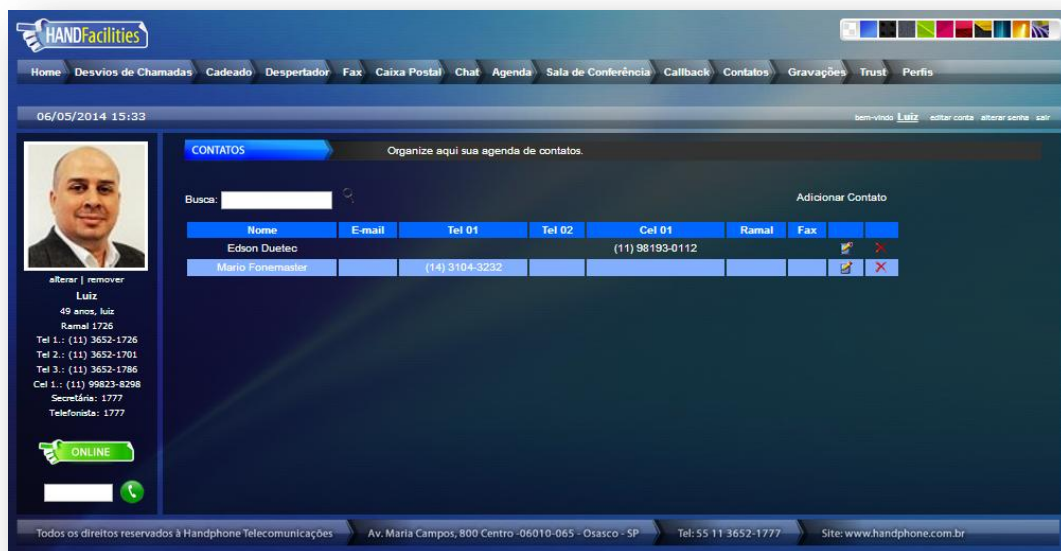 HANDFacilities
Home Desvios de Chamadas Cadeado Despertador Fax Caixa Postal Chat Agenda Sala de Conferência Callback Contatos Gravações Trust Perfis
06/05/2014 15:33 bem-vindo Luiz editar conta alterar senha sair
CONTATOS Organize aqui sua agenda de contatos.
Busca: Adicionar Contato
Nome E-mail Tel 01 Tel 02 Cel 01 Ramal Fax
Edson Duetec (11) 98193-0112
Mario Fonemaster (14) 3104-3232
alterar | remover
Luiz
49 anos, luiz
Ramal 1726
Tel 1.: (11) 3652-1726
Tel 2.: (11) 3652-1701
Tel 3.: (11) 3652-1786
Cel 1.: (11) 99823-8298
Secretária: 1777
Telefonista: 1777
ONLINE
Todos os direitos reservados à Handphone Telecomunicações Av. Maria Campos, 800 Centro -06010-065 - Osasco - SP Tel: 55 11 3652-1777 Site: www.handphone.com.br